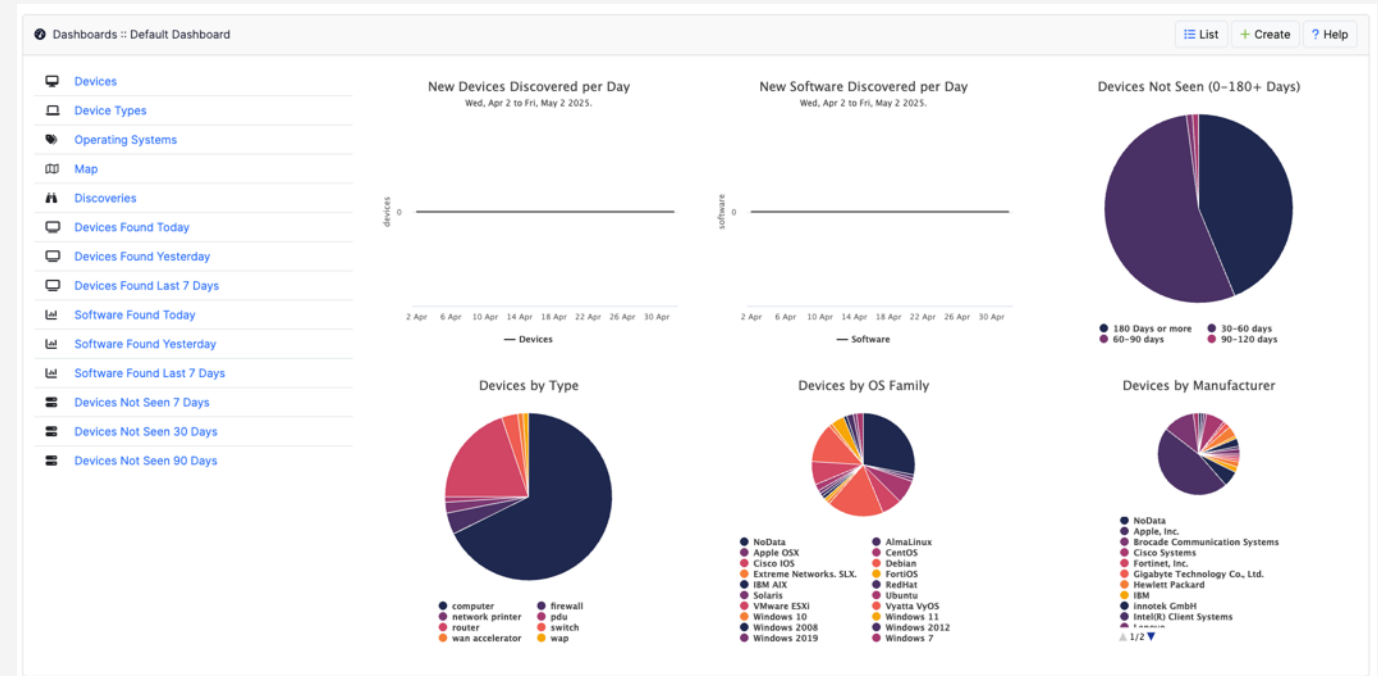 Dashboards :: Default Dashboard
List
Create
Help
Devices
Device Types
Operating Systems
Map
Discoveries
Devices Found Today
Devices Found Yesterday
Devices Found Last 7 Days
Software Found Today
Software Found Yesterday
Software Found Last 7 Days
Devices Not Seen 7 Days
Devices Not Seen 30 Days
Devices Not Seen 90 Days
New Devices Discovered per Day
Wed, Apr 2 to Fri, May 2 2025.
devices
0
2 Apr 6 Apr 10 Apr 14 Apr 18 Apr 22 Apr 26 Apr 30 Apr
Devices
New Software Discovered per Day
Wed, Apr 2 to Fri, May 2 2025.
software
0
2 Apr 6 Apr 10 Apr 14 Apr 18 Apr 22 Apr 26 Apr 30 Apr
Software
Devices Not Seen (0-180+ Days)
180 Days or more 30-60 days
60-90 days 90-120 days
Devices by Type
computer firewall
network printer pdu
router switch
wan accelerator wap
Devices by OS Family
NoData AlmaLinux
Apple OSX CentOS
Cisco IOS Debian
Extreme Networks. SLX. FortiOS
IBM AIX RedHat
Solaris Ubuntu
VMware ESXi Vyatta VyOS
Windows 10 Windows 11
Windows 2008 Windows 2012
Windows 2019 Windows 7
Devices by Manufacturer
NoData
Apple, Inc.
Brocade Communication Systems
Cisco Systems
Fortinet, Inc.
Gigabyte Technology Co., Ltd.
Hewlett Packard
IBM
innotek GmbH
Intel(R) Client Systems
1/2